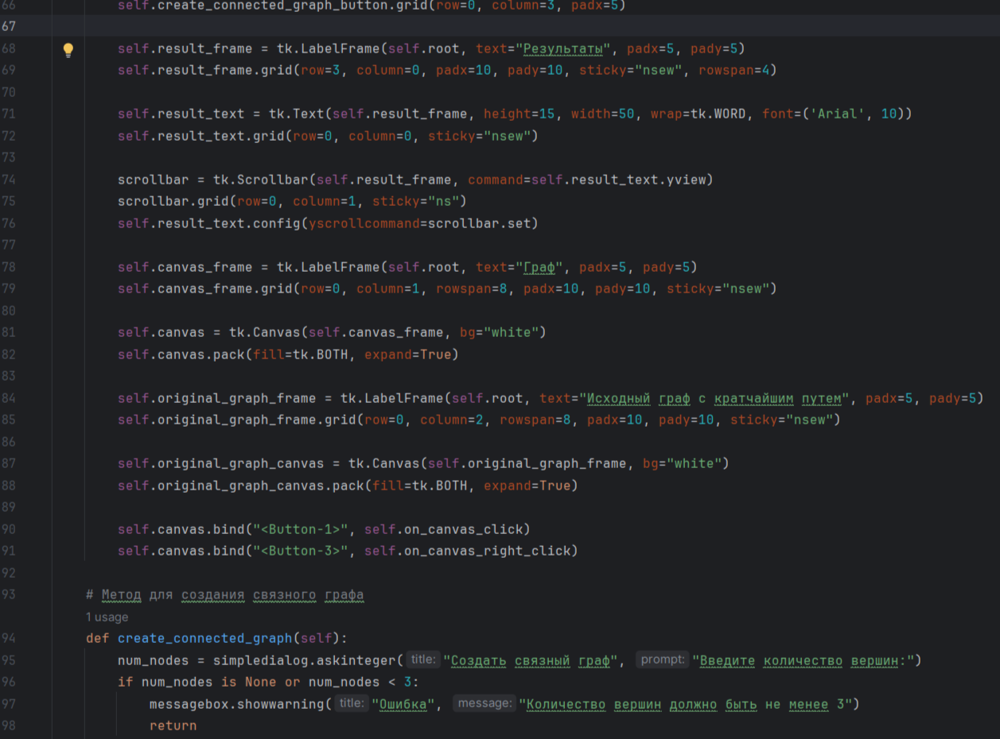 66 self.create_connected_graph_button.grid(row=0, column=3, padx=5)
67
68 self.result_frame = tk.LabelFrame(self.root, text="Результаты", padx=5, pady=5)
69 self.result_frame.grid(row=3, column=0, padx=10, pady=10, sticky="nsew", rowspan=4)
70
71 self.result_text = tk.Text(self.result_frame, height=15, width=50, wrap=tk.WORD, font=('Arial', 10))
72 self.result_text.grid(row=0, column=0, sticky="nsew")
73
74 scrollbar = tk.Scrollbar(self.result_frame, command=self.result_text.yview)
75 scrollbar.grid(row=0, column=1, sticky="ns")
76 self.result_text.config(yscrollcommand=scrollbar.set)
77
78 self.canvas_frame = tk.LabelFrame(self.root, text="Граф", padx=5, pady=5)
79 self.canvas_frame.grid(row=0, column=1, rowspan=8, padx=10, pady=10, sticky="nsew")
80
81 self.canvas = tk.Canvas(self.canvas_frame, bg="white")
82 self.canvas.pack(fill=tk.BOTH, expand=True)
83
84 self.original_graph_frame = tk.LabelFrame(self.root, text="Исходный граф с кратчайшим путем", padx=5, pady=5)
85 self.original_graph_frame.grid(row=0, column=2, rowspan=8, padx=10, pady=10, sticky="nsew")
86
87 self.original_graph_canvas = tk.Canvas(self.original_graph_frame, bg="white")
88 self.original_graph_canvas.pack(fill=tk.BOTH, expand=True)
89
90 self.canvas.bind("<Button-1>", self.on_canvas_click)
91 self.canvas.bind("<Button-3>", self.on_canvas_right_click)
92
93 # Метод для создания связного графа
1 usage
94 def create_connected_graph(self):
95 num_nodes = simpledialog.askinteger( title: "Создать связный граф", prompt: "Введите количество вершин:")
96 if num_nodes is None or num_nodes < 3:
97 messagebox.showwarning( title: "Ошибка", message: "Количество вершин должно быть не менее 3")
98 return